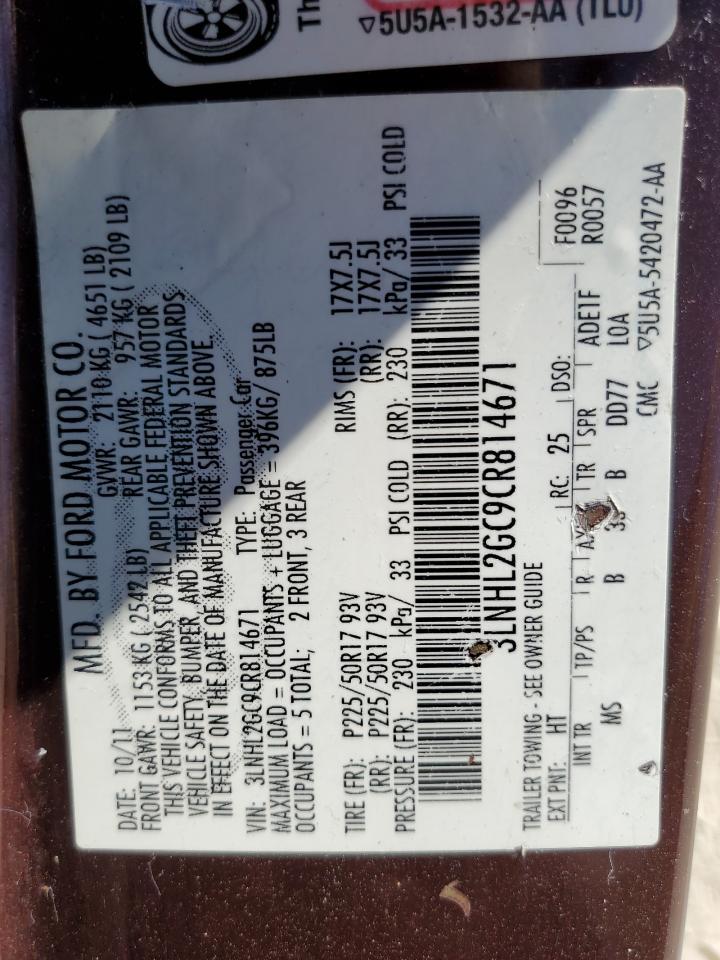 Th
▽5U5A-1532-AA (TLU)
MFD. BY FORD MOTOR CO.
DATE: 10/11 GVWR: 2110 KG ( 4651 LB)
FRONT GAWR: 1153 KG ( 2542 LB) REAR GAWR: 957 KG ( 2109 LB)
THIS VEHICLE CONFORMS TO ALL APPLICABLE FEDERAL MOTOR
VEHICLE SAFETY, BUMPER, AND THEFT PREVENTION STANDARDS
IN EFFECT ON THE DATE OF MANUFACTURE SHOWN ABOVE.
VIN: 3LNHL2GC9CR814671 TYPE: Passenger Car
MAXIMUM LOAD = OCCUPANTS + LUGGAGE = 396KG/ 875LB
OCCUPANTS = 5 TOTAL; 2 FRONT, 3 REAR
TIRE (FR): P225/50R17 93V RIMS (FR): 17X7.5J
(RR): P225/50R17 93V (RR): 17X7.5J
PRESSURE (FR): 230 kPa/ 33 PSI COLD (RR): 230 kPa/ 33 PSI COLD
3LNHL2GC9CR814671
TRAILER TOWING - SEE OWNER GUIDE
EXT PNT: HT RC: 25 DSO: F0096
R0057
INT TR TP/PS R TR SPR ADE1F
MS B B DD77 LOA
CMC ▽5U5A-5420472-AA